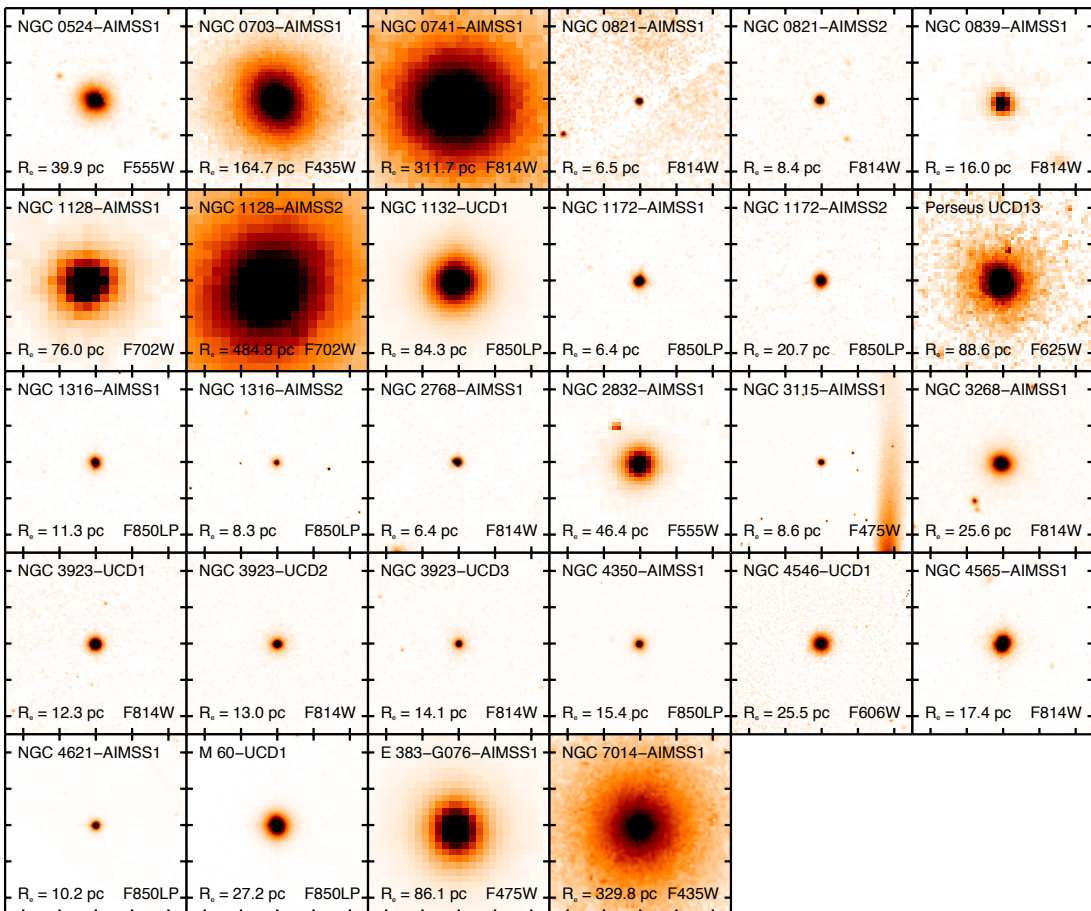 NGC 0524−AIMSS1
Rₑ = 39.9 pc F555W
NGC 0703−AIMSS1
Rₑ = 164.7 pc F435W
NGC 0741−AIMSS1
Rₑ = 311.7 pc F814W
NGC 0821−AIMSS1
Rₑ = 6.5 pc F814W
NGC 0821−AIMSS2
Rₑ = 8.4 pc F814W
NGC 0839−AIMSS1
Rₑ = 16.0 pc F814W
NGC 1128−AIMSS1
Rₑ = 76.0 pc F702W
NGC 1128−AIMSS2
Rₑ = 484.8 pc F702W
NGC 1132−UCD1
Rₑ = 84.3 pc F850LP
NGC 1172−AIMSS1
Rₑ = 6.4 pc F850LP
NGC 1172−AIMSS2
Rₑ = 20.7 pc F850LP
Perseus UCD13
Rₑ = 88.6 pc F625W
NGC 1316−AIMSS1
Rₑ = 11.3 pc F850LP
NGC 1316−AIMSS2
Rₑ = 8.3 pc F850LP
NGC 2768−AIMSS1
Rₑ = 6.4 pc F814W
NGC 2832−AIMSS1
Rₑ = 46.4 pc F555W
NGC 3115−AIMSS1
Rₑ = 8.6 pc F475W
NGC 3268−AIMSS1
Rₑ = 25.6 pc F814W
NGC 3923−UCD1
Rₑ = 12.3 pc F814W
NGC 3923−UCD2
Rₑ = 13.0 pc F814W
NGC 3923−UCD3
Rₑ = 14.1 pc F814W
NGC 4350−AIMSS1
Rₑ = 15.4 pc F850LP
NGC 4546−UCD1
Rₑ = 25.5 pc F606W
NGC 4565−AIMSS1
Rₑ = 17.4 pc F814W
NGC 4621−AIMSS1
Rₑ = 10.2 pc F850LP
M 60−UCD1
Rₑ = 27.2 pc F850LP
E 383−G076−AIMSS1
Rₑ = 86.1 pc F475W
NGC 7014−AIMSS1
Rₑ = 329.8 pc F435W